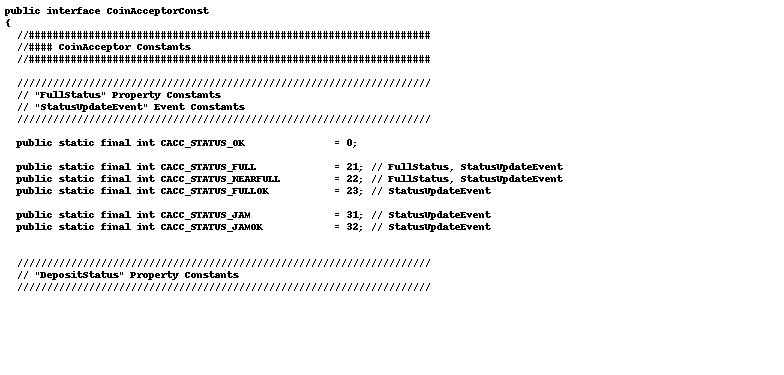 public interface CoinAcceptorConst
{
//###################################################################
//#### CoinAcceptor Constants
//###################################################################
/////////////////////////////////////////////////////////////////////
// "FullStatus" Property Constants
// "StatusUpdateEvent" Event Constants
/////////////////////////////////////////////////////////////////////
public static final int CACC_STATUS_OK = 0;
public static final int CACC_STATUS_FULL = 21; // FullStatus, StatusUpdateEvent
public static final int CACC_STATUS_NEARFULL = 22; // FullStatus, StatusUpdateEvent
public static final int CACC_STATUS_FULLOK = 23; // StatusUpdateEvent
public static final int CACC_STATUS_JAM = 31; // StatusUpdateEvent
public static final int CACC_STATUS_JAMOK = 32; // StatusUpdateEvent
/////////////////////////////////////////////////////////////////////
// "DepositStatus" Property Constants
/////////////////////////////////////////////////////////////////////